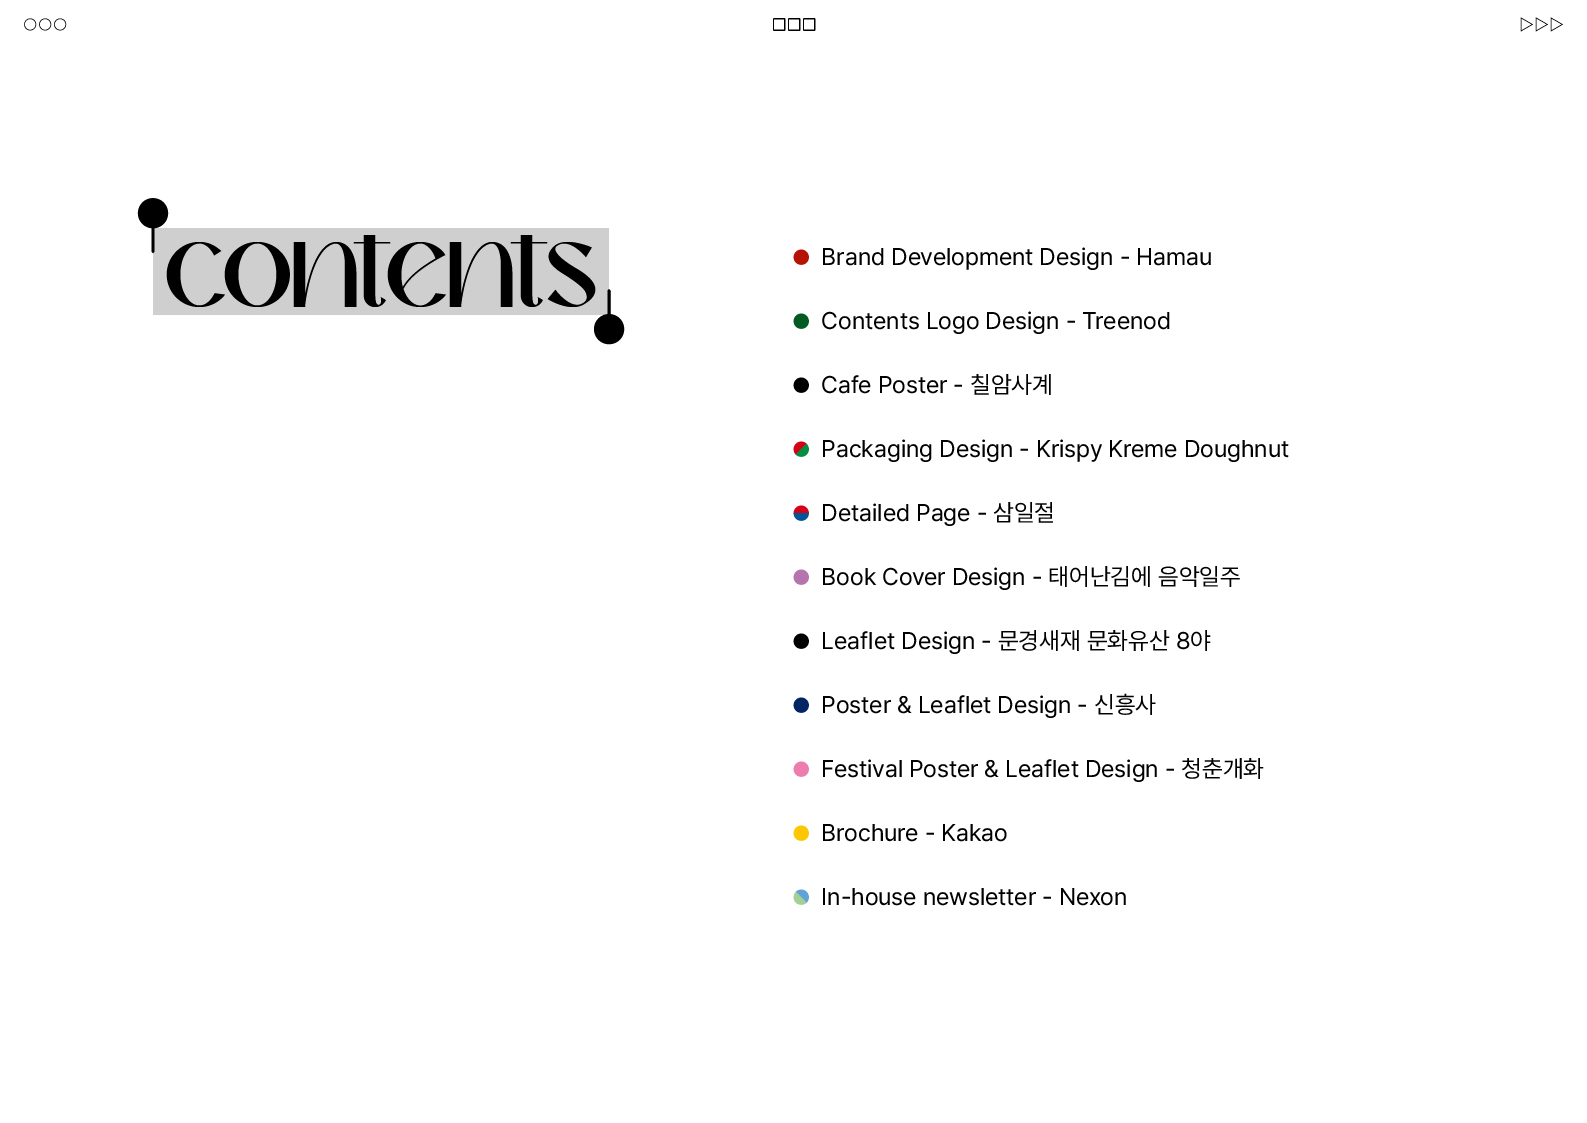 contents
Brand Development Design - Hamau
Contents Logo Design - Treenod
Cafe Poster - 칠암사계
Packaging Design - Krispy Kreme Doughnut
Detailed Page - 삼일절
Book Cover Design - 태어난김에 음악일주
Leaflet Design - 문경새재 문화유산 8야
Poster & Leaflet Design - 신흥사
Festival Poster & Leaflet Design - 청춘개화
Brochure - Kakao
In-house newsletter - Nexon